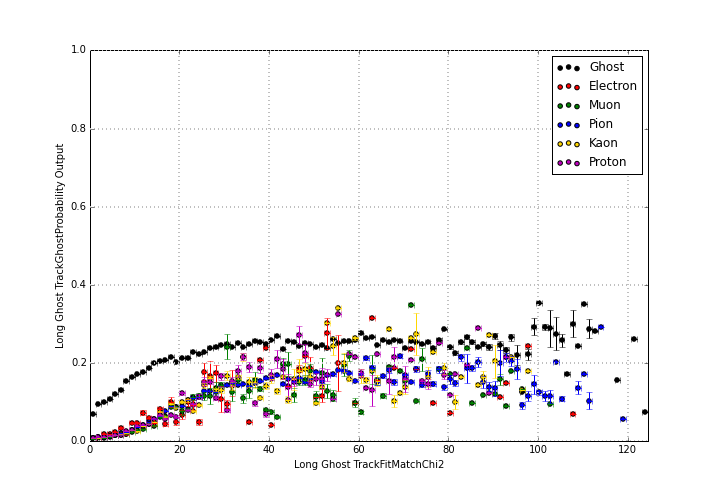 1.0
0.8
0.6
0.4
0.2
0.0
0 20 40 60 80 100 120
Long Ghost TrackGhostProbability Output
Long Ghost TrackFitMatchChi2
Ghost
Electron
Muon
Pion
Kaon
Proton